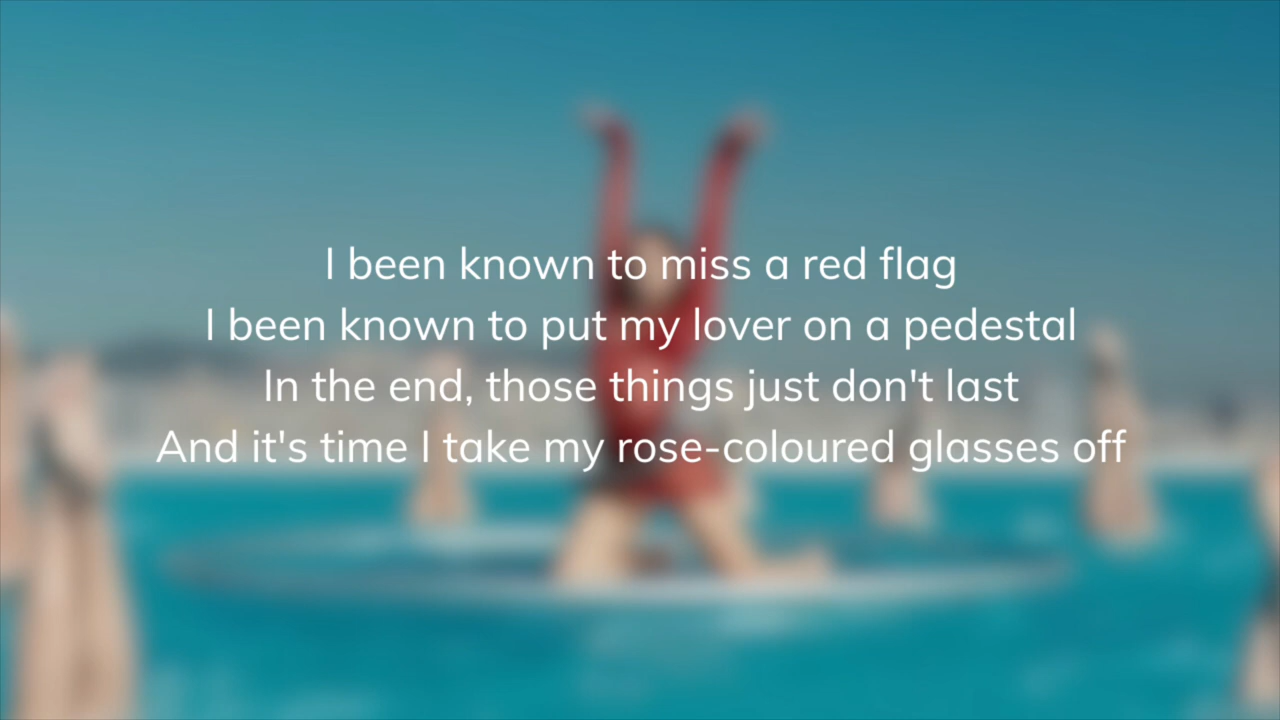 I been known to miss a red flag
I been known to put my lover on a pedestal
In the end, those things just don't last
And it's time I take my rose-coloured glasses off